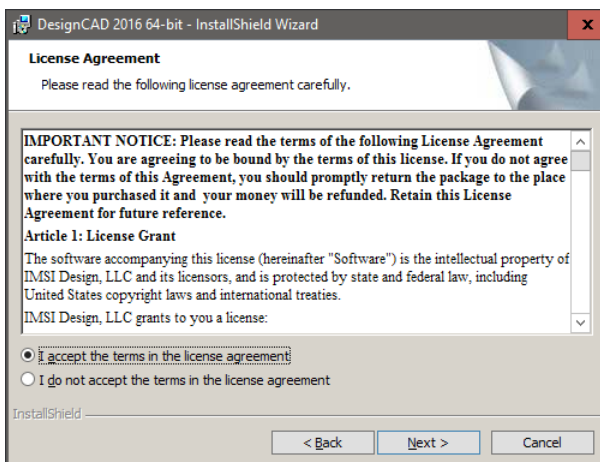 DesignCAD 2016 64-bit - InstallShield Wizard
License Agreement
Please read the following license agreement carefully.
IMPORTANT NOTICE: Please read the terms of the following License Agreement
carefully. You are agreeing to be bound by the terms of this license. If you do not agree
with the terms of this Agreement, you should promptly return the package to the place
where you purchased it and your money will be refunded. Retain this License
Agreement for future reference.
Article 1: License Grant
The software accompanying this license (hereinafter "Software") is the intellectual property of
IMSI Design, LLC and its licensors, and is protected by state and federal law, including
United States copyright laws and international treaties.
IMSI Design, LLC grants to you a license:
I accept the terms in the license agreement
I do not accept the terms in the license agreement
InstallShield
< Back Next > Cancel